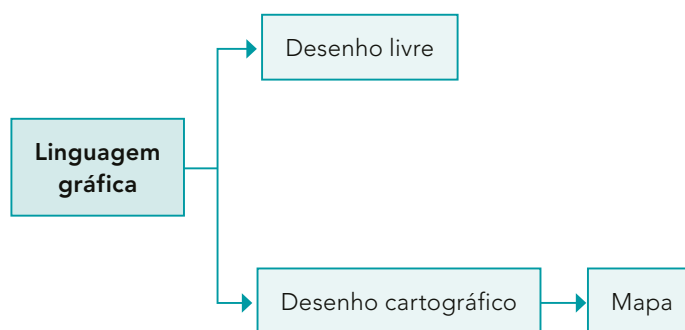 Desenho livre
Linguagem
gráfica
Desenho cartográfico
Mapa